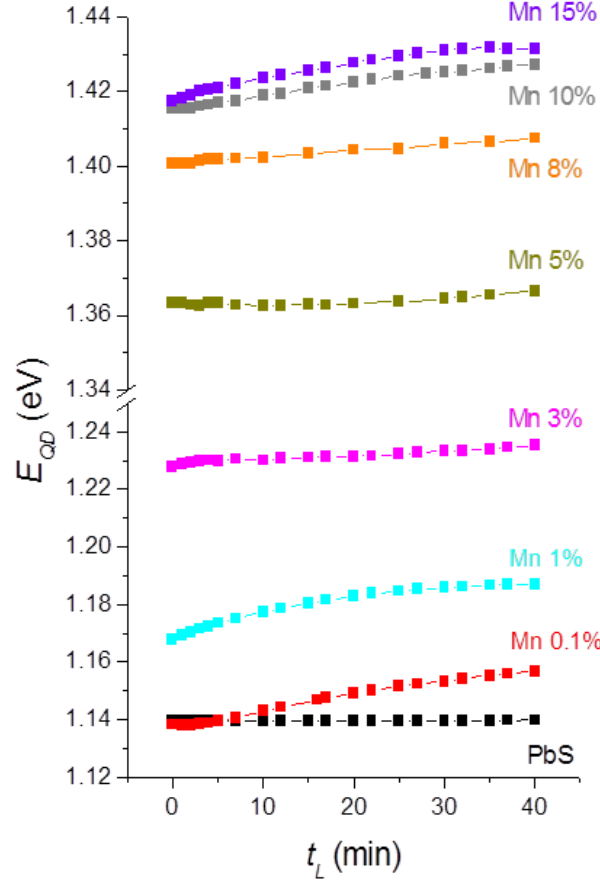 1.44
1.42
1.40
1.38
1.36
1.34
1.24
1.22
1.20
1.18
1.16
1.14
1.12
E_QD (eV)
Mn 15%
Mn 10%
Mn 8%
Mn 5%
Mn 3%
Mn 1%
Mn 0.1%
PbS
0 10 20 30 40
t_L (min)